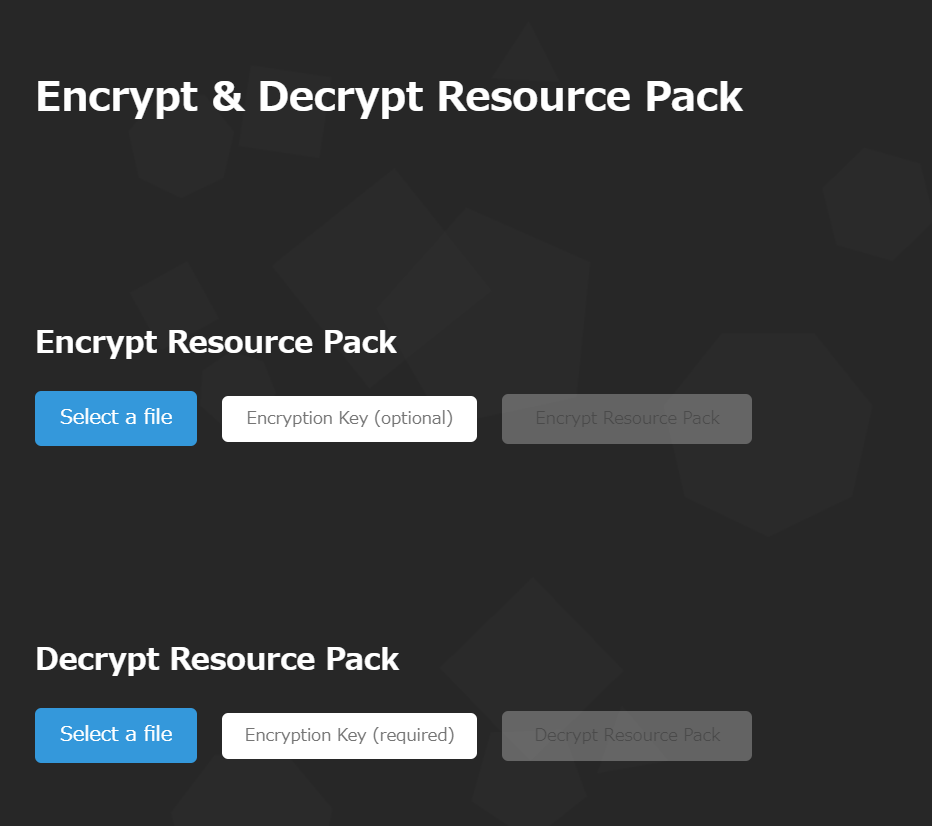 Encrypt & Decrypt Resource Pack
Encrypt Resource Pack
Select a file
Encryption Key (optional)
Encrypt Resource Pack
Decrypt Resource Pack
Select a file
Encryption Key (required)
Decrypt Resource Pack